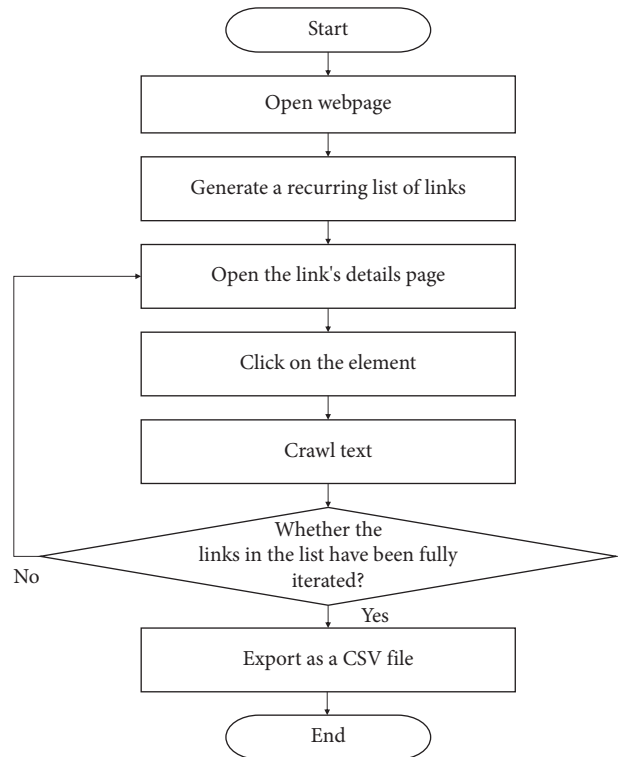 Start
Open webpage
Generate a recurring list of links
Open the link's details page
Click on the element
Crawl text
Whether the
links in the list have been fully
iterated?
No
Yes
Export as a CSV file
End